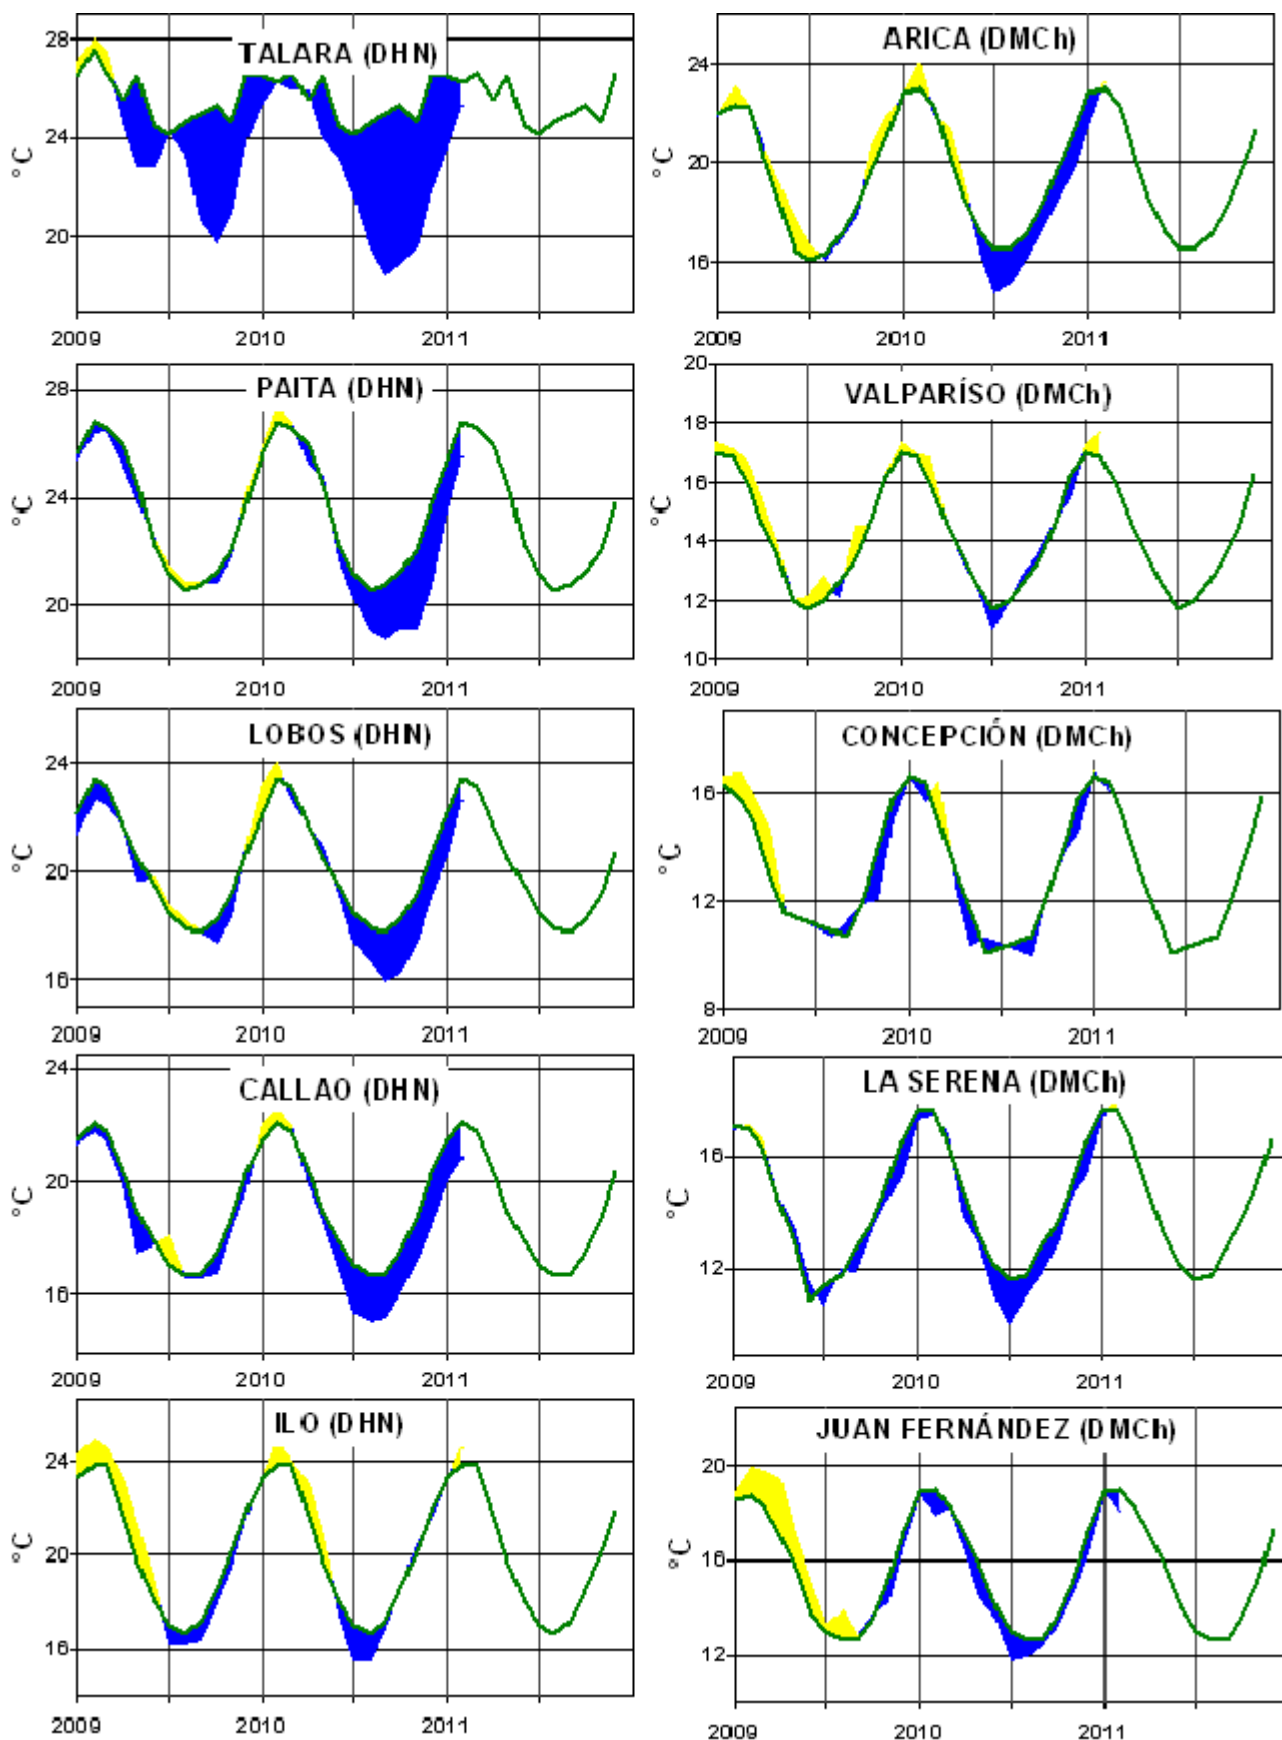 TALARA (DHN)
°C
28
24
20
2009 2010 2011
ARICA (DMCh)
°C
24
20
16
2009 2010 2011
PAITA (DHN)
°C
28
24
20
2009 2010 2011
VALPARÍSO (DMCh)
°C
20
18
16
14
12
10
2009 2010 2011
LOBOS (DHN)
°C
24
20
16
2009 2010 2011
CONCEPCIÓN (DMCh)
°C
16
12
8
2009 2010 2011
CALLAO (DHN)
°C
24
20
16
2009 2010 2011
LA SERENA (DMCh)
°C
16
12
2009 2010 2011
ILO (DHN)
°C
24
20
16
2009 2010 2011
JUAN FERNÁNDEZ (DMCh)
°C
20
16
12
2009 2010 2011